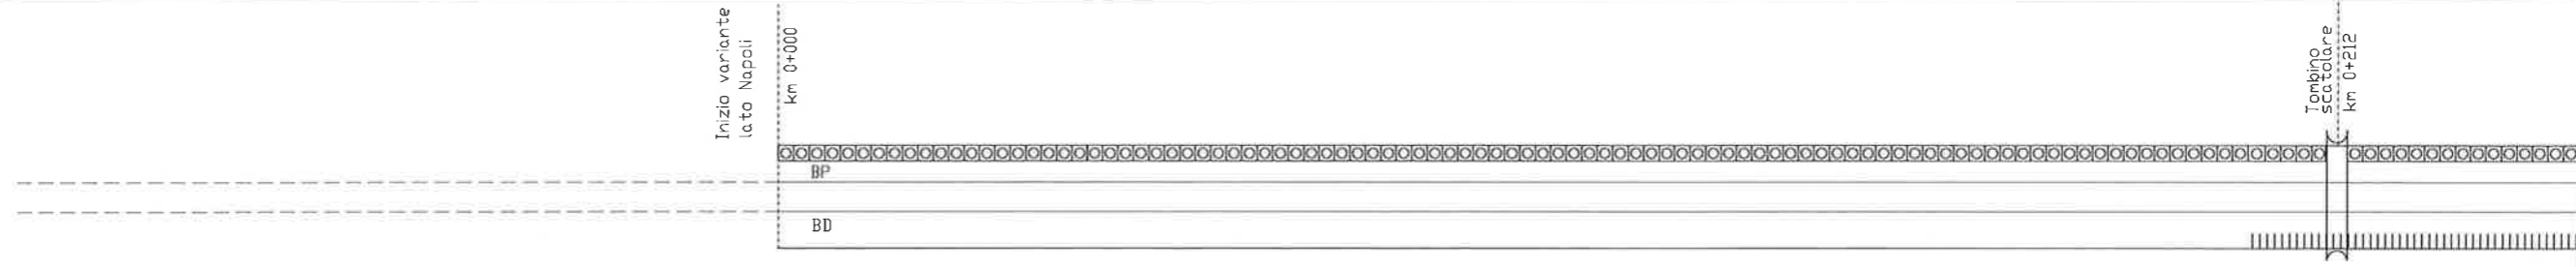 Inizio variante
lato Napoli
km 0+000
BP
BD
Tombino
scatolare
km 0+212